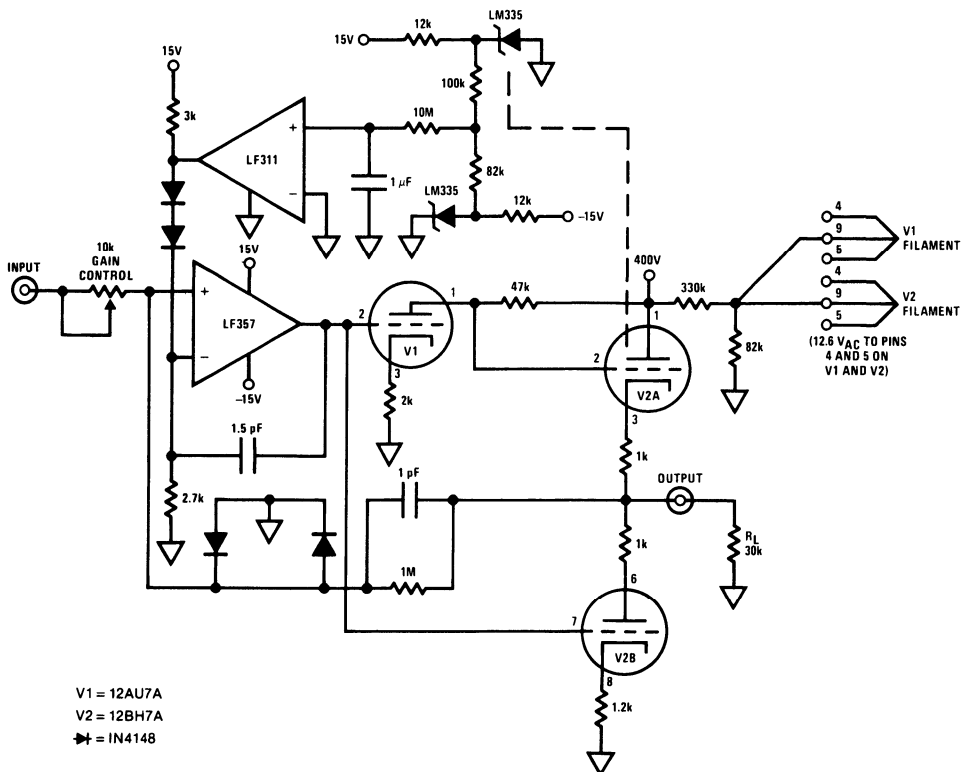 LM335
12k
15V
15V
100k
3k
10M
LF311
+
−
1 µF
82k
LM335
12k
−15V
4
9
6
V1
FILAMENT
4
9
5
V2
FILAMENT
(12.6 VAC TO PINS
4 AND 5 ON
V1 AND V2)
INPUT
10k
GAIN
CONTROL
15V
+
−
LF357
−15V
400V
1
47k
330k
1
2
V1
3
2k
2
V2A
3
82k
1.5 pF
1k
1 pF
OUTPUT
2.7k
1k
RL
30k
1M
6
7
V2B
8
1.2k
V1 = 12AU7A
V2 = 12BH7A
= IN4148